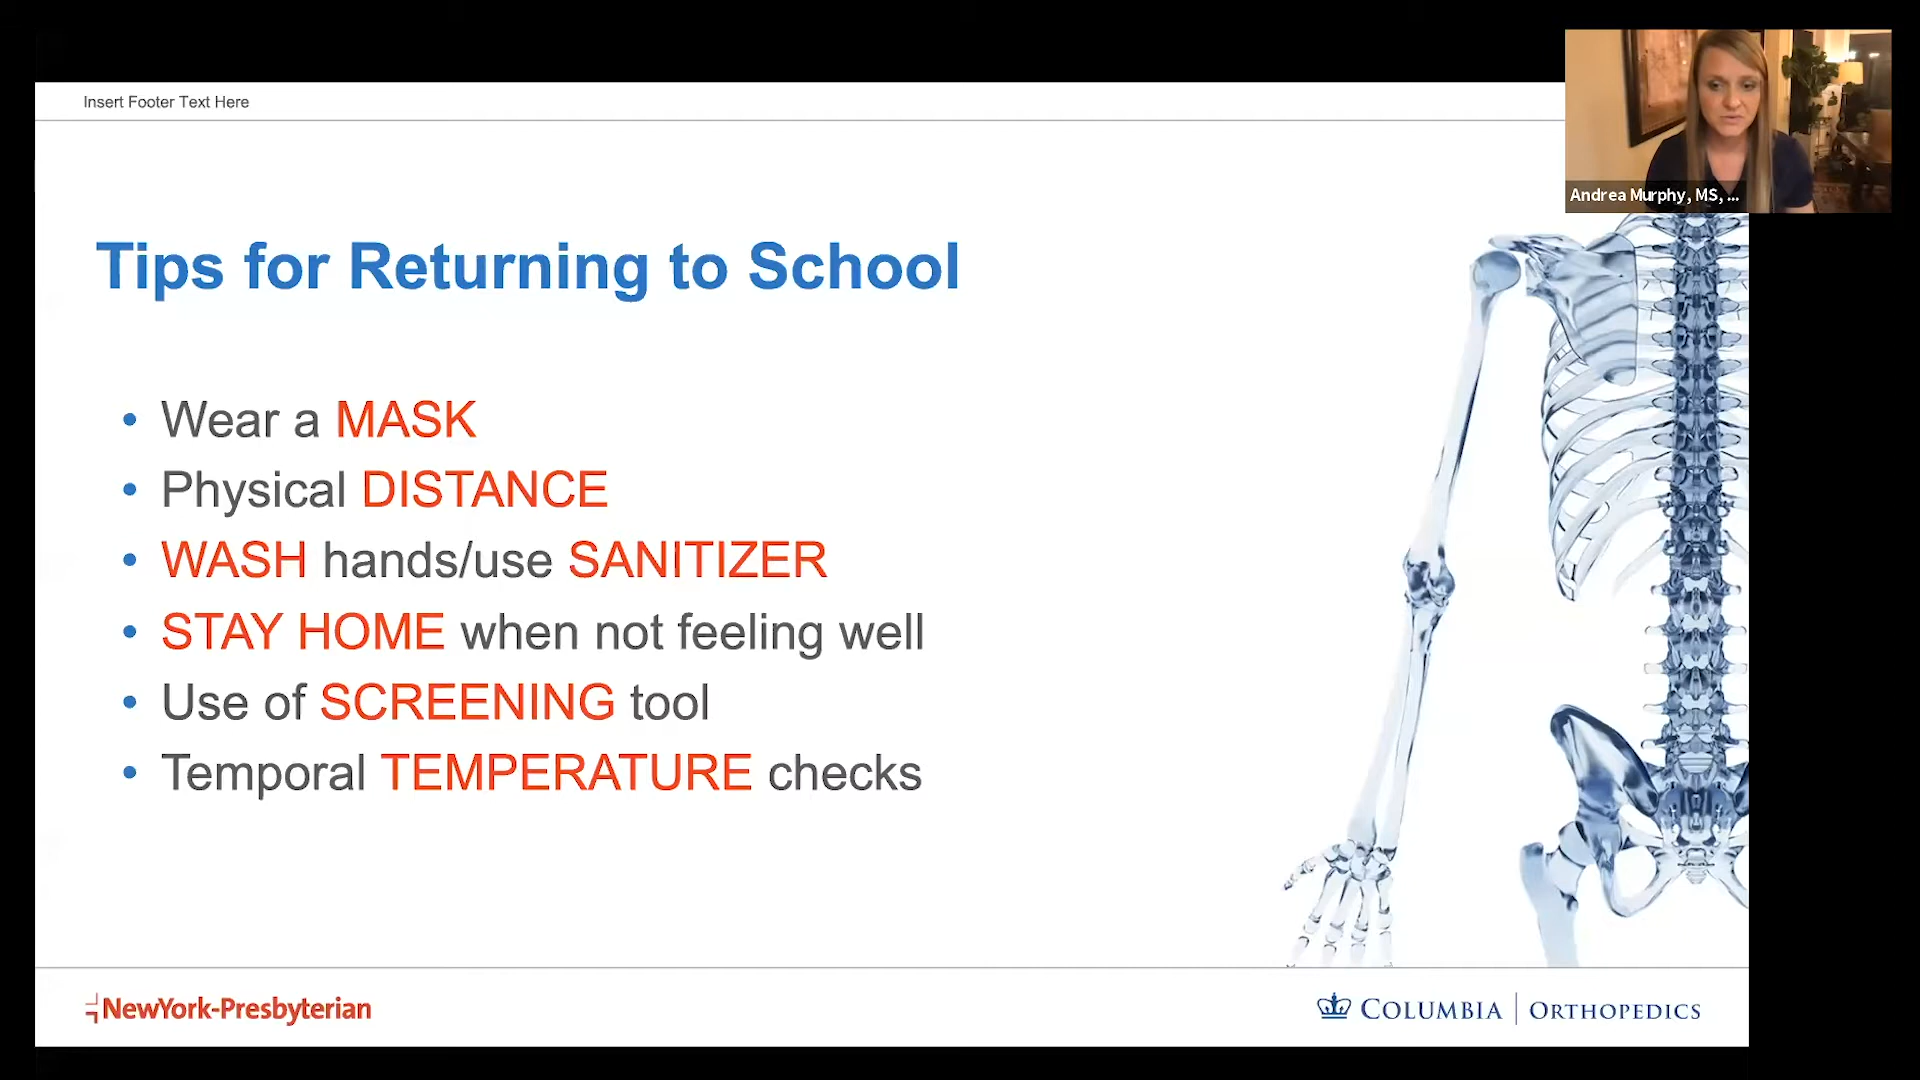 Insert Footer Text Here
Andrea Murphy, MS, ...
Tips for Returning to School
• Wear a MASK
• Physical DISTANCE
• WASH hands/use SANITIZER
• STAY HOME when not feeling well
• Use of SCREENING tool
• Temporal TEMPERATURE checks
NewYork-Presbyterian
COLUMBIA | ORTHOPEDICS